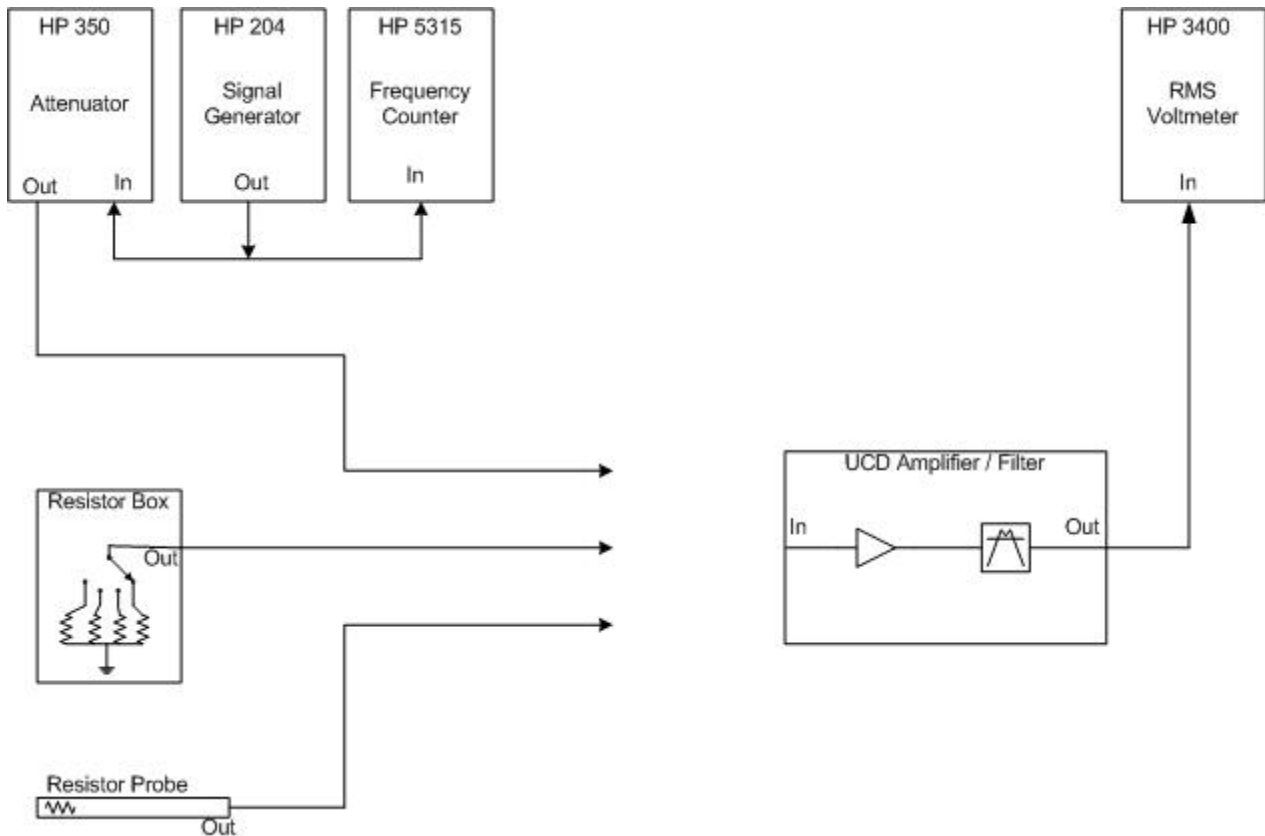 HP 350
Attenuator
Out
In
HP 204
Signal
Generator
Out
HP 5315
Frequency
Counter
In
HP 3400
RMS
Voltmeter
In
Resistor Box
Out
UCD Amplifier / Filter
In
Out
Resistor Probe
Out